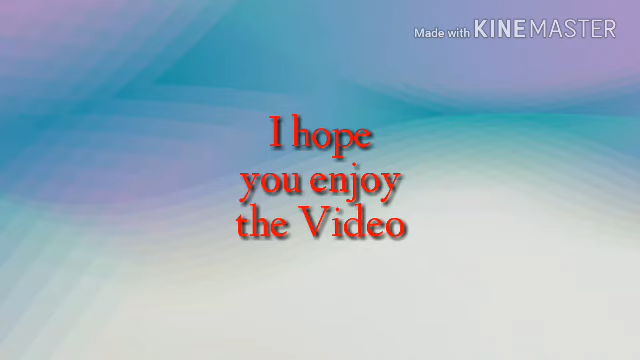 Made with KINEMASTER
I hope
you enjoy
the Video